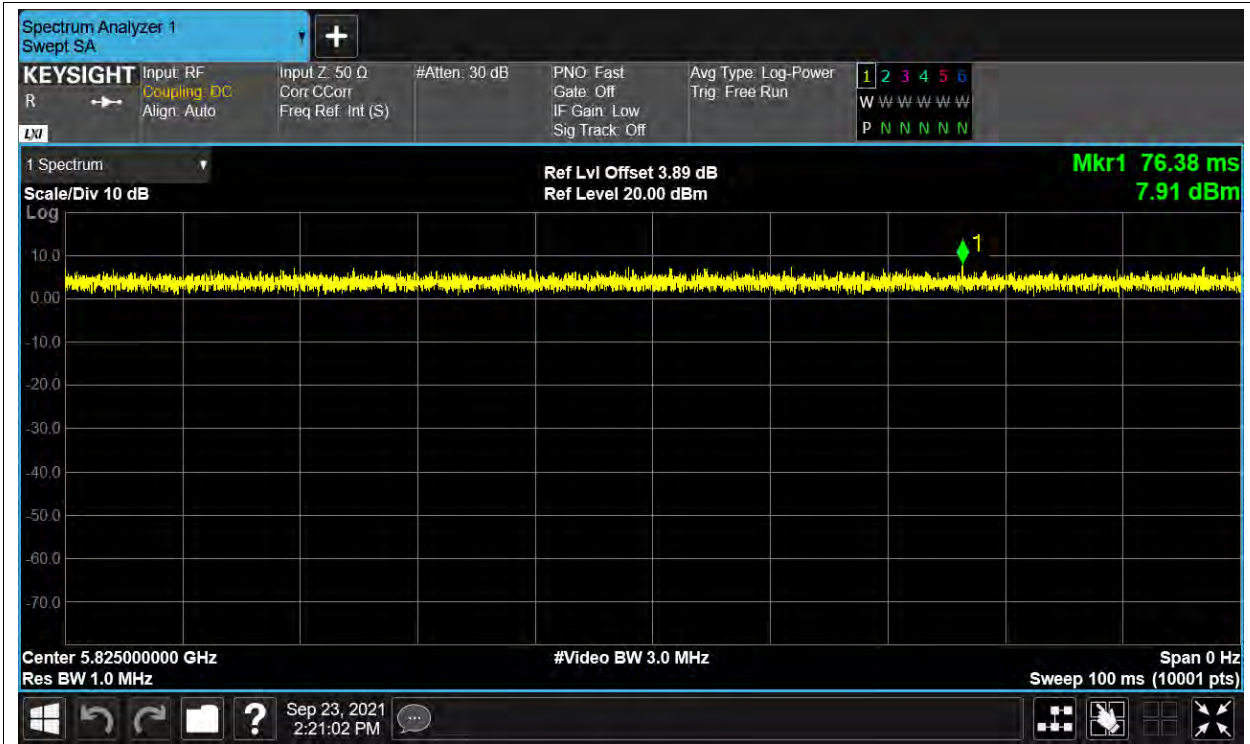 Spectrum Analyzer 1
Swept SA
KEYSIGHT
R
LXI
Input: RF
Coupling: DC
Align: Auto
Input Z: 50 Ω
Corr CCorr
Freq Ref: Int (S)
#Atten: 30 dB
PNO: Fast
Gate: Off
IF Gain: Low
Sig Track: Off
Avg Type: Log-Power
Trig: Free Run
1 2 3 4 5 6
W W W W W W
P N N N N N
1 Spectrum
Scale/Div 10 dB
Ref Lvl Offset 3.89 dB
Ref Level 20.00 dBm
Mkr1 76.38 ms
7.91 dBm
Log
1
10.0
0.00
-10.0
-20.0
-30.0
-40.0
-50.0
-60.0
-70.0
Center 5.825000000 GHz
Res BW 1.0 MHz
#Video BW 3.0 MHz
Span 0 Hz
Sweep 100 ms (10001 pts)
?
Sep 23, 2021
2:21:02 PM